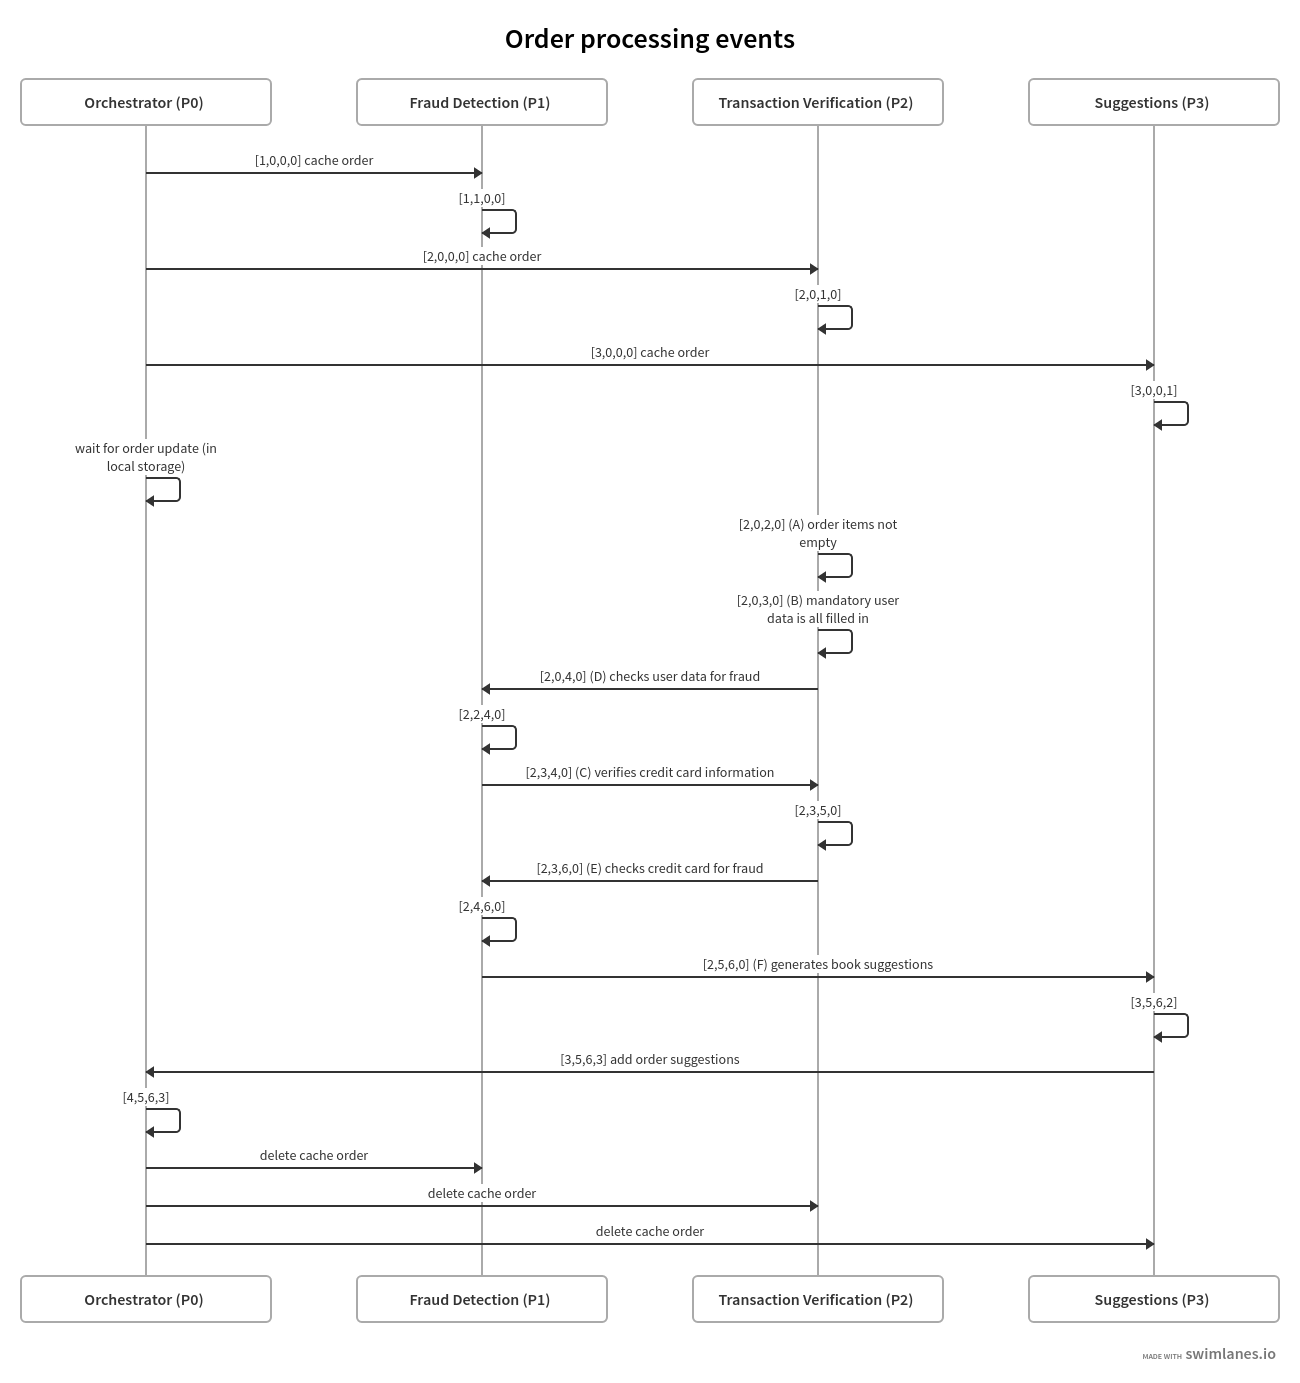 Order processing events
Orchestrator (P0)
Fraud Detection (P1)
Transaction Verification (P2)
Suggestions (P3)
[1,0,0,0] cache order
[1,1,0,0]
[2,0,0,0] cache order
[2,0,1,0]
[3,0,0,0] cache order
[3,0,0,1]
wait for order update (in
local storage)
[2,0,2,0] (A) order items not
empty
[2,0,3,0] (B) mandatory user
data is all filled in
[2,0,4,0] (D) checks user data for fraud
[2,2,4,0]
[2,3,4,0] (C) verifies credit card information
[2,3,5,0]
[2,3,6,0] (E) checks credit card for fraud
[2,4,6,0]
[2,5,6,0] (F) generates book suggestions
[3,5,6,2]
[3,5,6,3] add order suggestions
[4,5,6,3]
delete cache order
delete cache order
delete cache order
Orchestrator (P0)
Fraud Detection (P1)
Transaction Verification (P2)
Suggestions (P3)
MADE WITH swimlanes.io